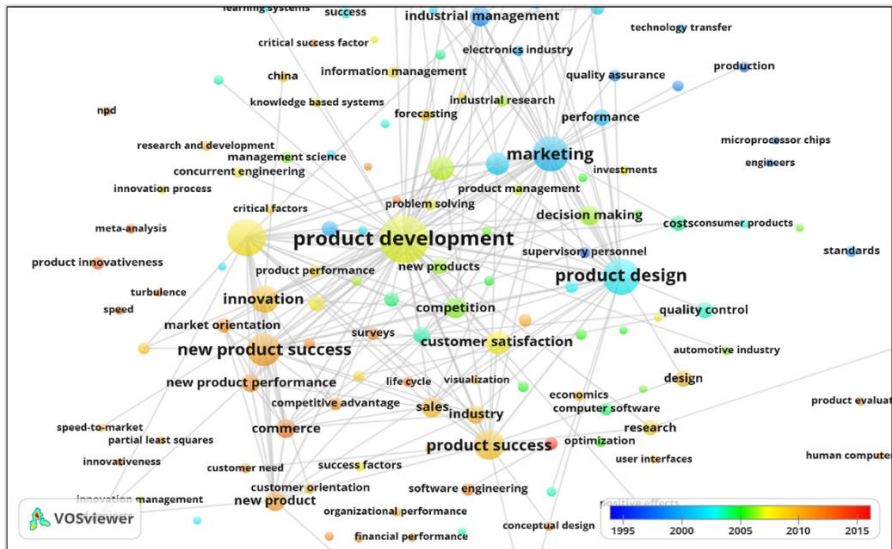 learning systems
success
industrial management
technology transfer
critical success factor
electronics industry
china
information management
quality assurance
production
knowledge based systems
industrial research
npd
forecasting
performance
research and development
management science
marketing
microprocessor chips
concurrent engineering
investments
engineers
innovation process
product management
problem solving
critical factors
decision making
meta-analysis
costs
consumer products
product development
supervisory personnel
standards
product innovativeness
product performance
new products
product design
turbulence
innovation
speed
competition
quality control
market orientation
surveys
customer satisfaction
new product success
automotive industry
new product performance
life cycle
visualization
design
competitive advantage
sales
industry
economics
computer software
product evaluat
speed-to-market
commerce
research
partial least squares
product success
optimization
innovativeness
customer need
success factors
user interfaces
human computer
customer orientation
software engineering
innovation management
new product
positive effects
organizational performance
conceptual design
financial performance
VOSviewer
1995 2000 2005 2010 2015